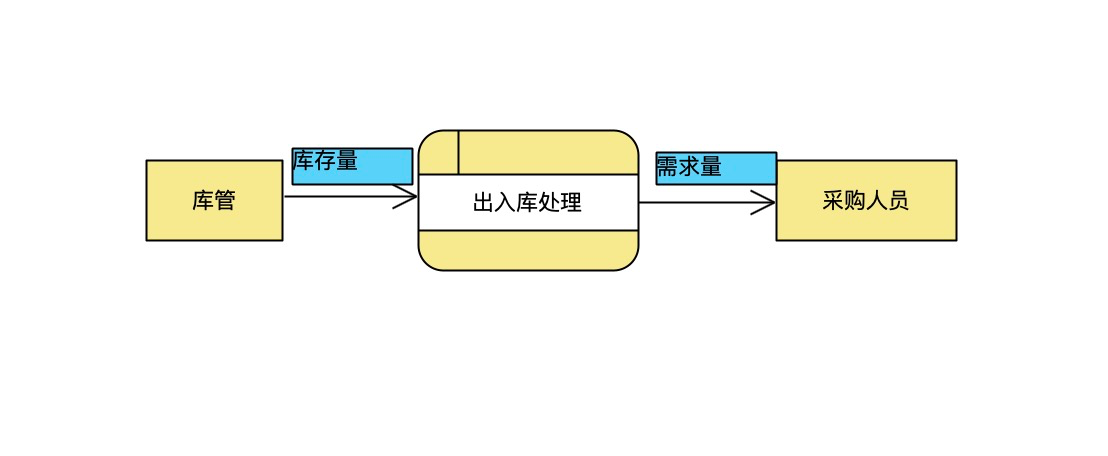 库存量
需求量
库管
出入库处理
采购人员